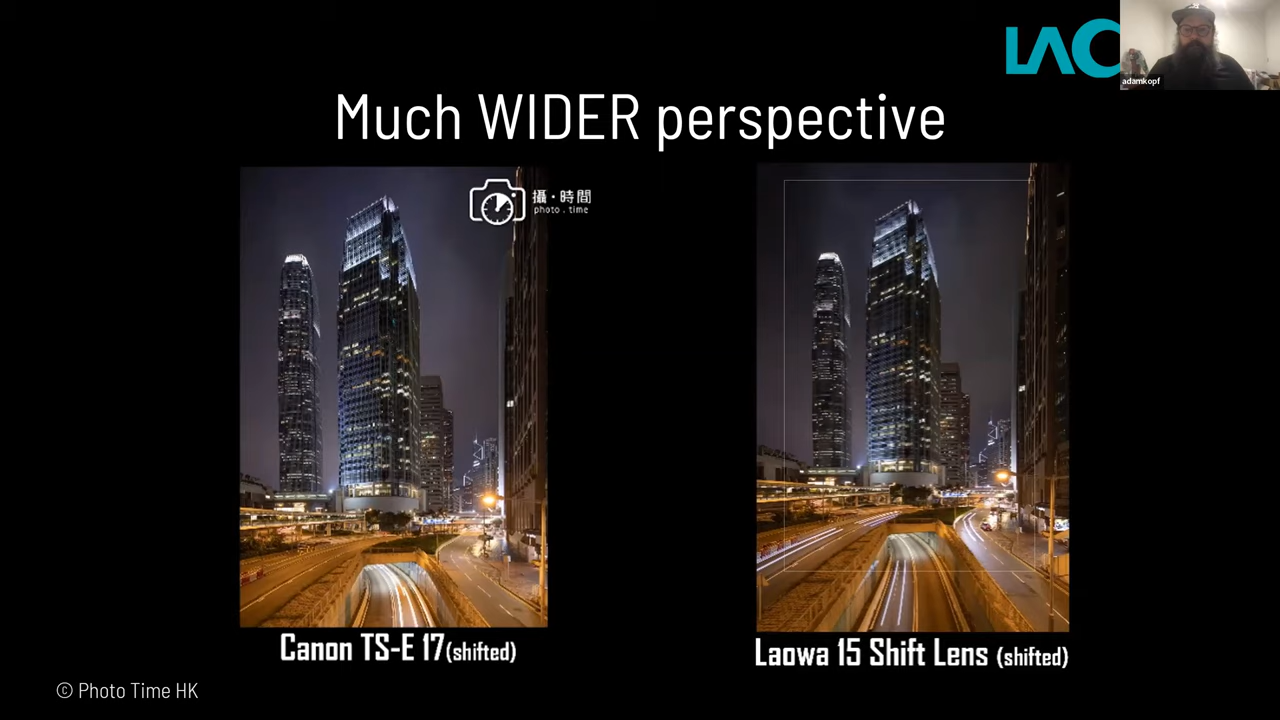 LAO
adamkopf
Much WIDER perspective
攝・時間
photo . time
Canon TS-E 17(shifted)
Laowa 15 Shift Lens (shifted)
© Photo Time HK